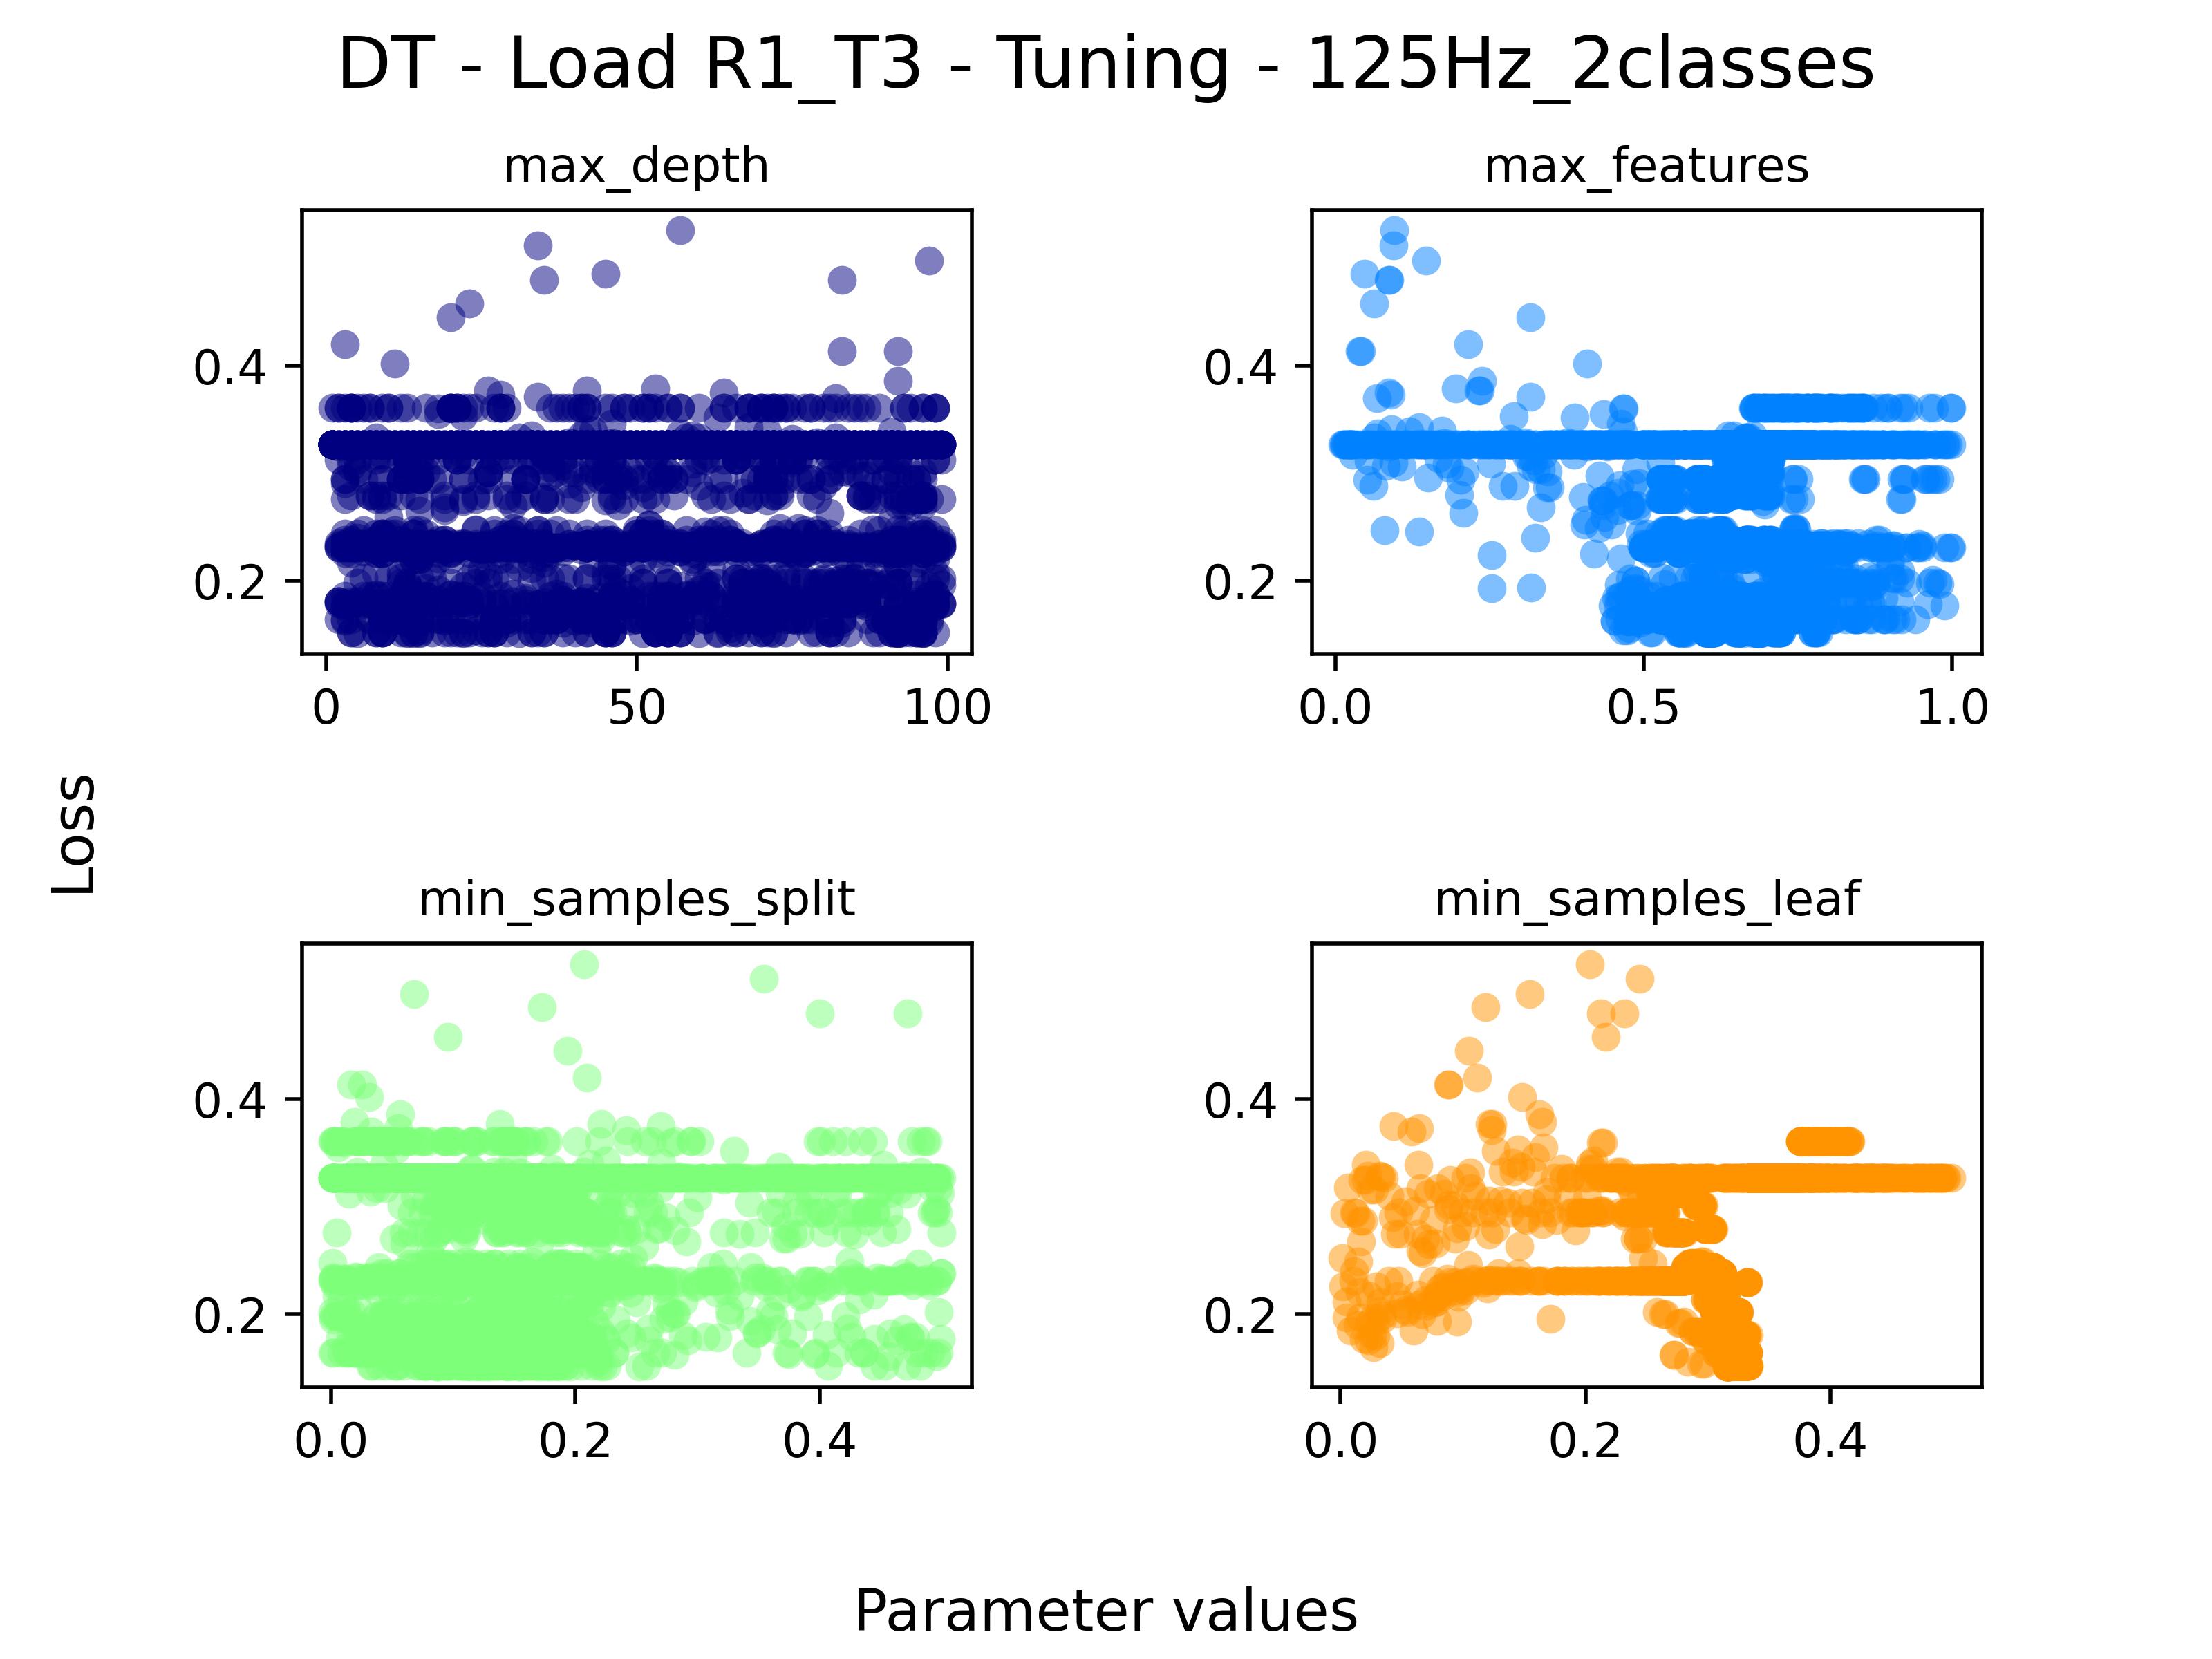 DT - Load R1_T3 - Tuning - 125Hz_2classes
max_depth
max_features
0.4
0.2
0
50
100
0.4
0.2
0.0
0.5
1.0
Loss
min_samples_split
min_samples_leaf
0.4
0.2
0.0
0.2
0.4
0.4
0.2
0.0
0.2
0.4
Parameter values